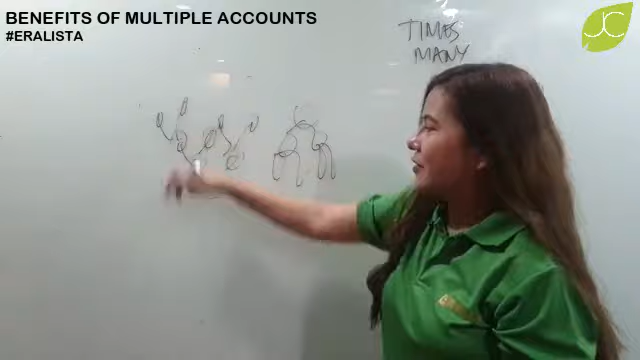 BENEFITS OF MULTIPLE ACCOUNTS
#ERALISTA
JC
TIMES
MANY